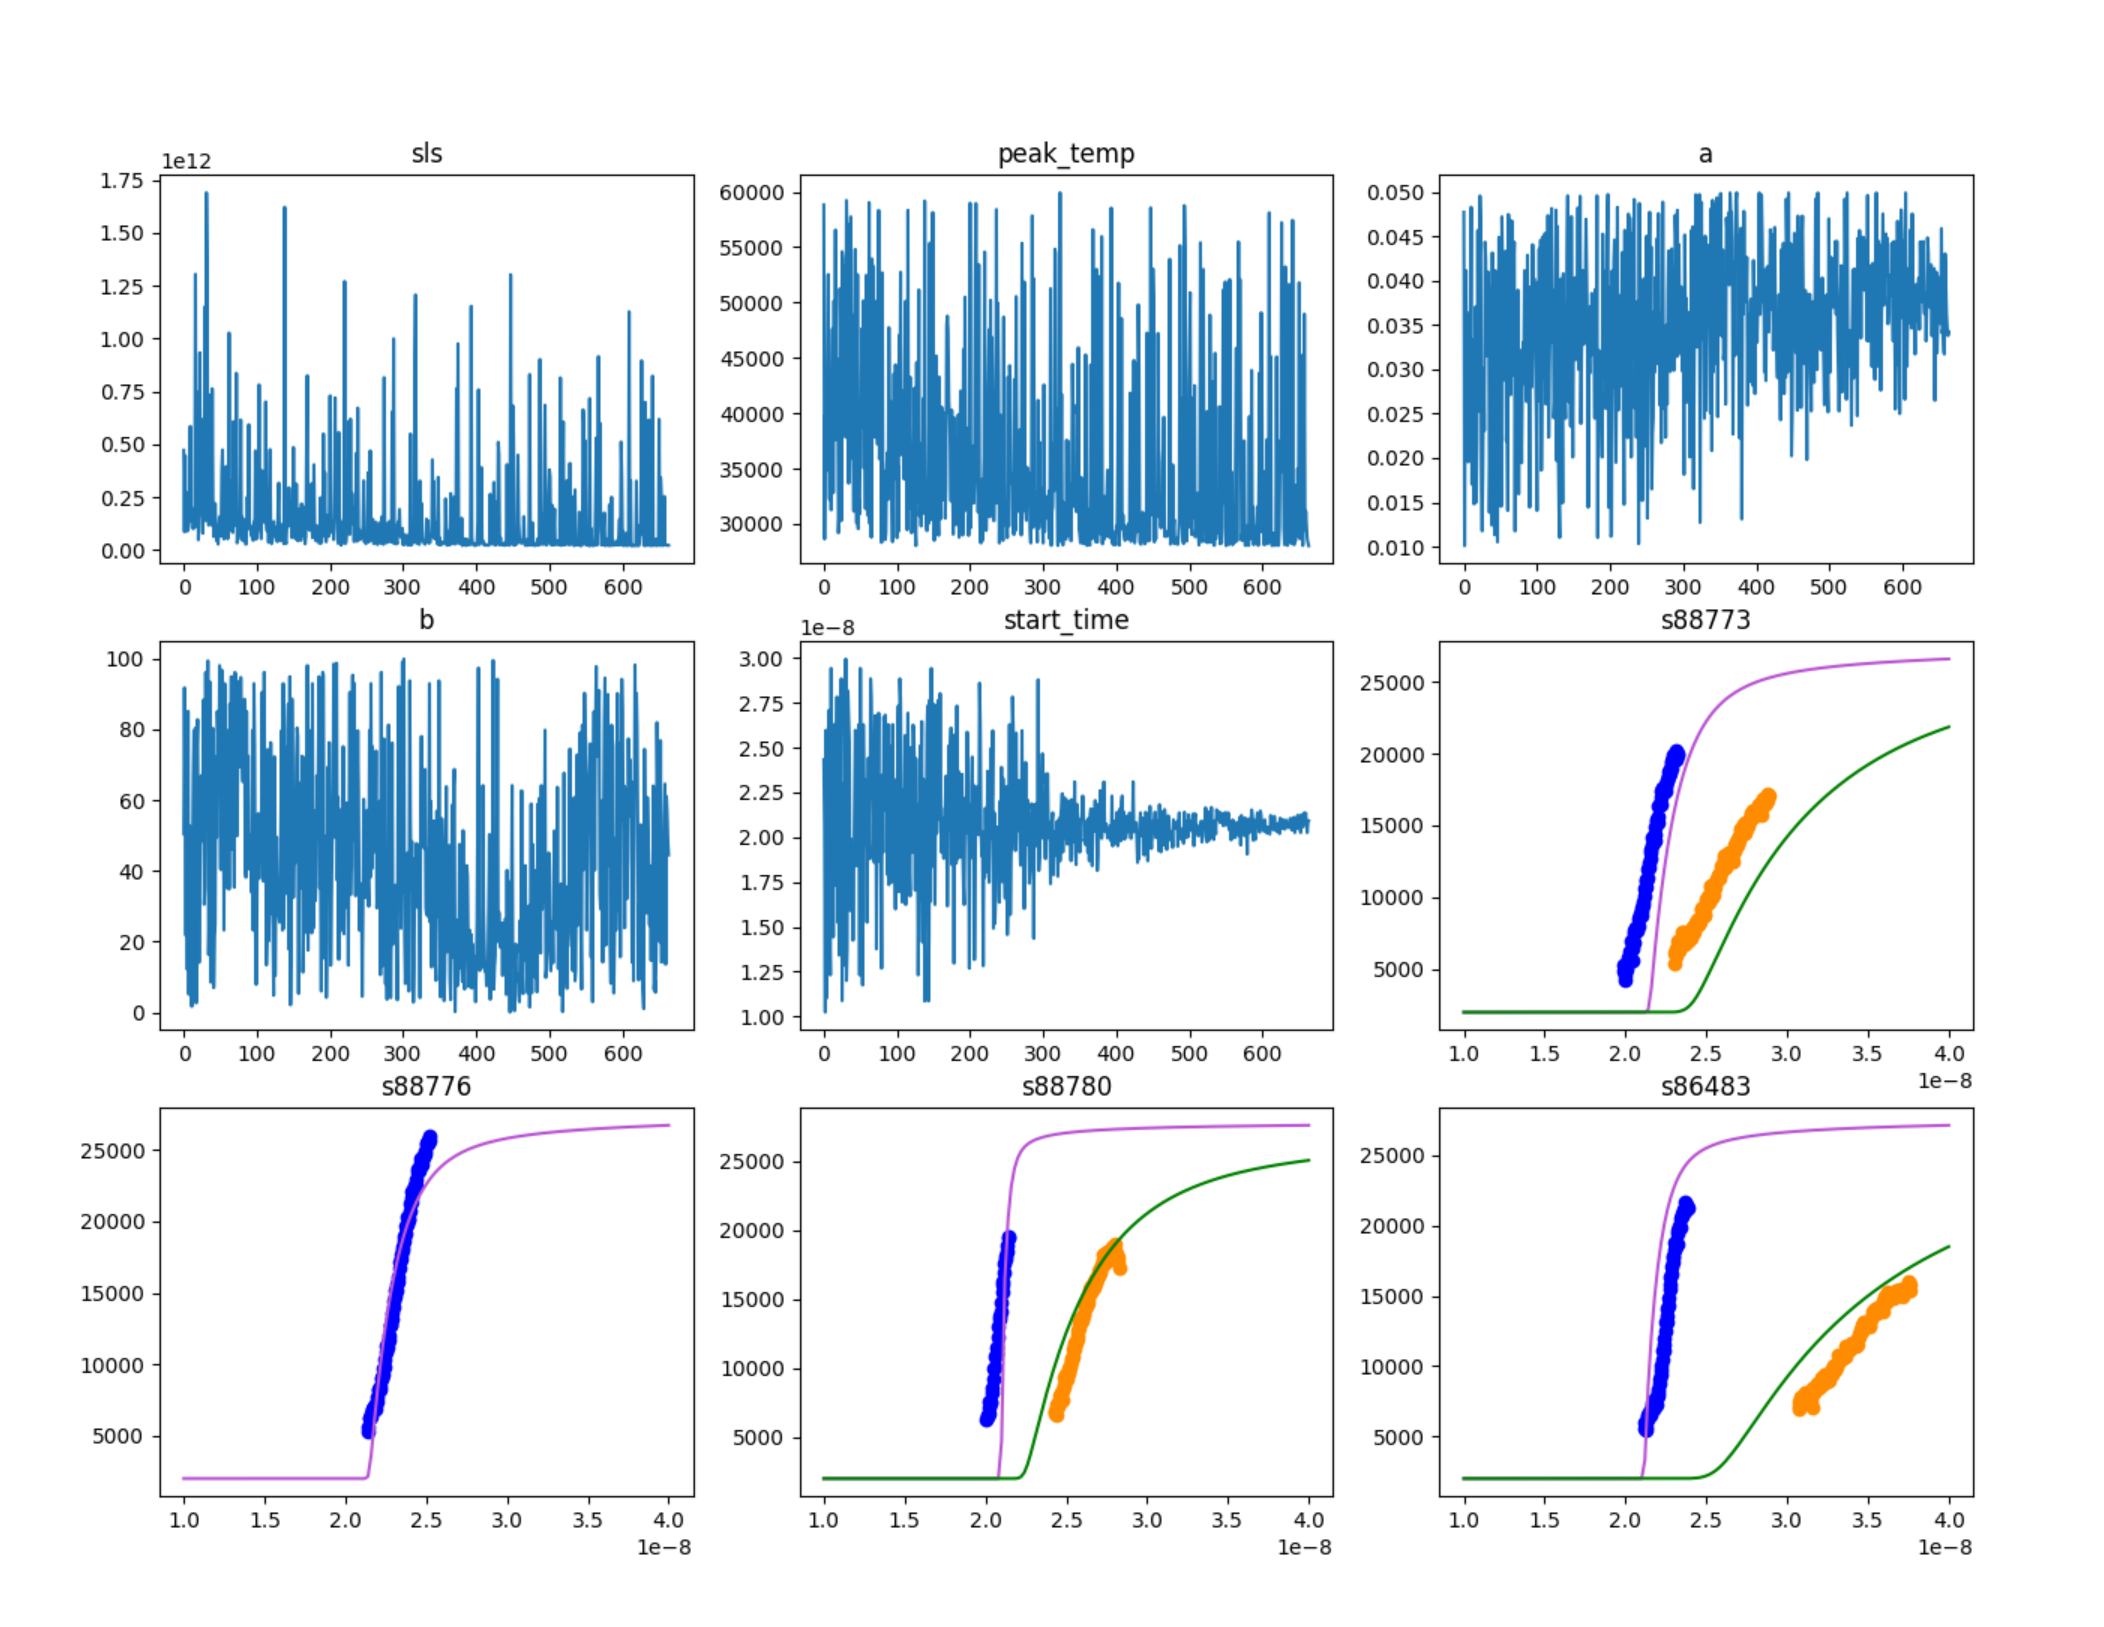 sls
1e12
1.75
1.50
1.25
1.00
0.75
0.50
0.25
0.00
0 100 200 300 400 500 600
peak_temp
60000
55000
50000
45000
40000
35000
30000
0 100 200 300 400 500 600
a
0.050
0.045
0.040
0.035
0.030
0.025
0.020
0.015
0.010
0 100 200 300 400 500 600
b
100
80
60
40
20
0
0 100 200 300 400 500 600
start_time
1e−8
3.00
2.75
2.50
2.25
2.00
1.75
1.50
1.25
1.00
0 100 200 300 400 500 600
s88773
25000
20000
15000
10000
5000
1.0 1.5 2.0 2.5 3.0 3.5 4.0
1e−8
s88776
25000
20000
15000
10000
5000
1.0 1.5 2.0 2.5 3.0 3.5 4.0
1e−8
s88780
25000
20000
15000
10000
5000
1.0 1.5 2.0 2.5 3.0 3.5 4.0
1e−8
s86483
25000
20000
15000
10000
5000
1.0 1.5 2.0 2.5 3.0 3.5 4.0
1e−8